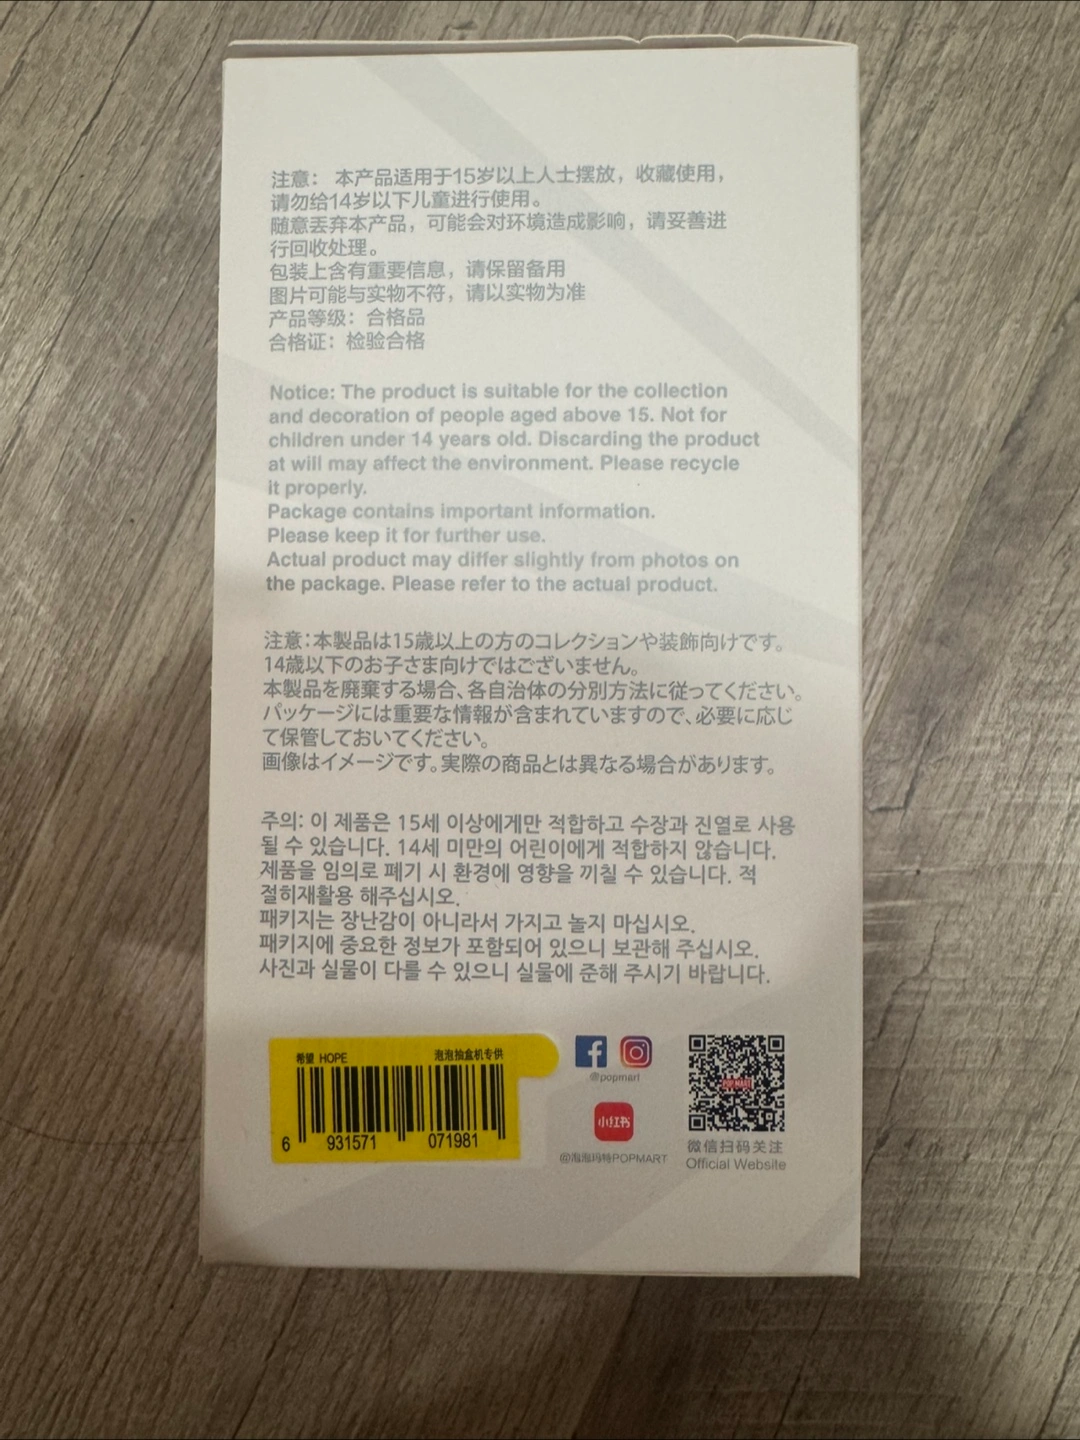 注意： 本产品适用于15岁以上人士摆放，收藏使用，
请勿给14岁以下儿童进行使用。
随意丢弃本产品，可能会对环境造成影响，请妥善进
行回收处理。
包装上含有重要信息，请保留备用
图片可能与实物不符，请以实物为准
产品等级：合格品
合格证：检验合格
Notice: The product is suitable for the collection
and decoration of people aged above 15. Not for
children under 14 years old. Discarding the product
at will may affect the environment. Please recycle
it properly.
Package contains important information.
Please keep it for further use.
Actual product may differ slightly from photos on
the package. Please refer to the actual product.
注意：本製品は15歳以上の方のコレクションや装飾向けです。
14歳以下のお子さま向けではございません。
本製品を廃棄する場合、各自治体の分別方法に従ってください。
パッケージには重要な情報が含まれていますので、必要に応じ
て保管しておいてください。
画像はイメージです。実際の商品とは異なる場合があります。
주의: 이 제품은 15세 이상에게만 적합하고 수장과 진열로 사용
될 수 있습니다. 14세 미만의 어린이에게 적합하지 않습니다.
제품을 임의로 폐기 시 환경에 영향을 끼칠 수 있습니다. 적
절히재활용 해주십시오.
패키지는 장난감이 아니라서 가지고 놀지 마십시오.
패키지에 중요한 정보가 포함되어 있으니 보관해 주십시오.
사진과 실물이 다를 수 있으니 실물에 준해 주시기 바랍니다.
希望 HOPE 泡泡抽盒机专供
6 931571 071981
@popmart
小红书
@泡泡玛特POPMART
POP MART
微信扫码关注
Official Website